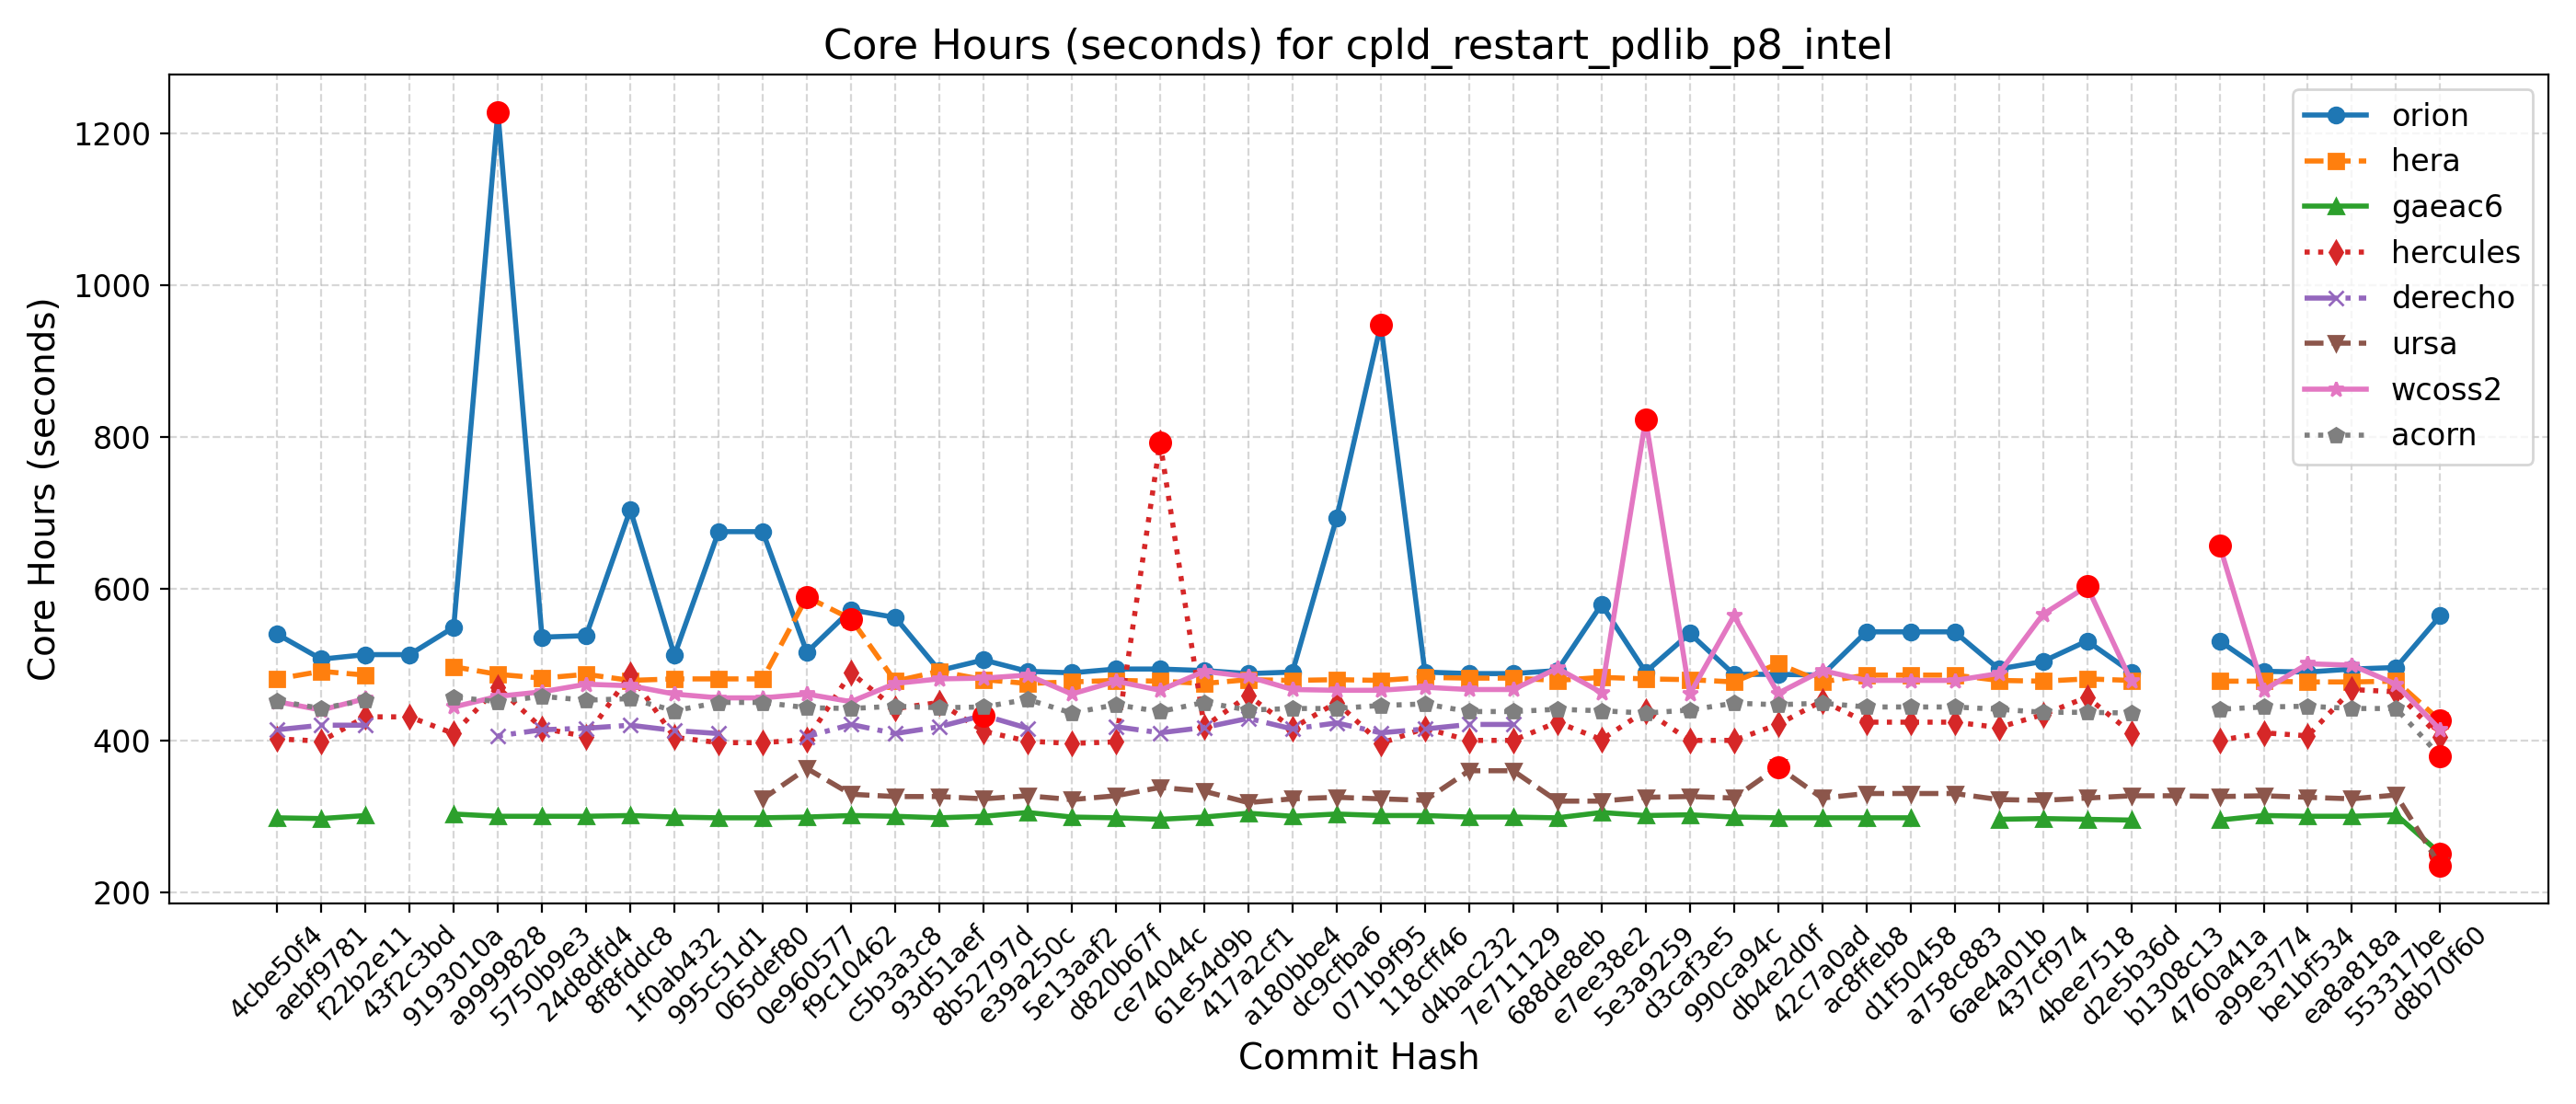 Core Hours (seconds) for cpld_restart_pdlib_p8_intel
Core Hours (seconds)
1200
1000
800
600
400
200
orion
hera
gaeac6
hercules
derecho
ursa
wcoss2
acorn
4cbe50f4
aebf9781
f22b2e11
43f2c3bd
9193010a
a9999828
5750b9e3
24d8dfd4
8f8fddc8
1f0ab432
995c51d1
065def80
0e960577
f9c10462
c5b3a3c8
93d51aef
8b52797d
e39a250c
5e13aaf2
d820b67f
ce74044c
61e54d9b
417a2cf1
a180bbe4
dc9cfba6
071b9f95
118cff46
d4bac232
7e711129
688de8eb
e7ee38e2
5e3a9259
d3caf3e5
990ca94c
db4e2d0f
42c7a0ad
ac8ffeb8
d1f50458
a758c883
6ae4a01b
437cf974
4bee7518
d2e5b36d
b1308c13
4760a41a
a99e3774
be1bf534
ea8a818a
553317be
d8b70f60
Commit Hash